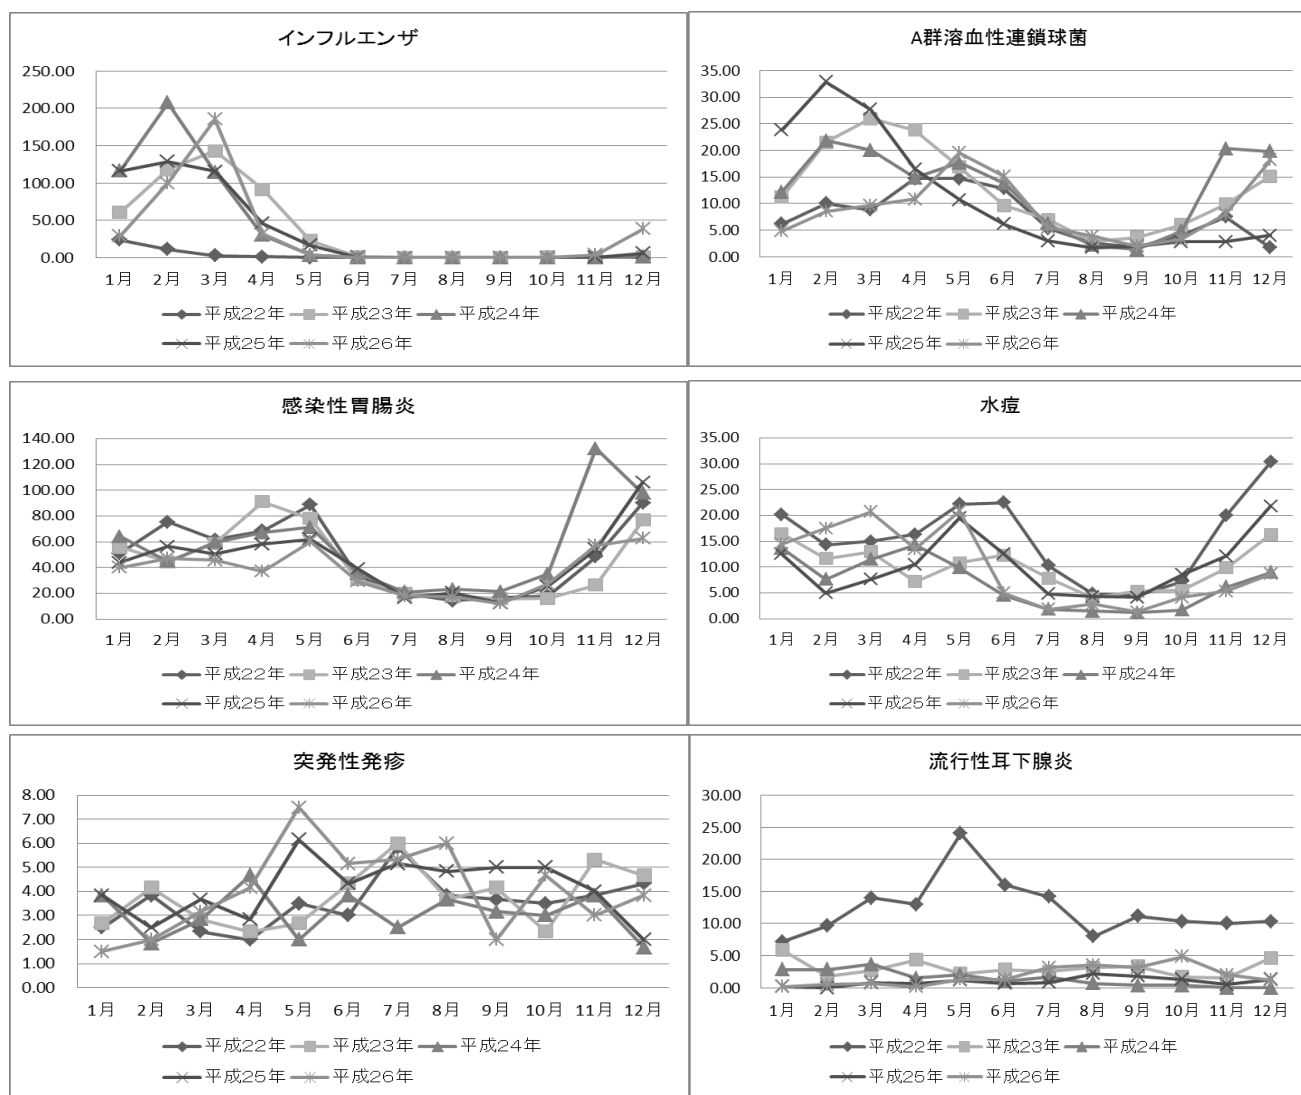 インフルエンザ
250.00
200.00
150.00
100.00
50.00
0.00
1月 2月 3月 4月 5月 6月 7月 8月 9月 10月 11月 12月
平成22年 平成23年 平成24年
平成25年 平成26年
A群溶血性連鎖球菌
35.00
30.00
25.00
20.00
15.00
10.00
5.00
0.00
1月 2月 3月 4月 5月 6月 7月 8月 9月 10月 11月 12月
平成22年 平成23年 平成24年
平成25年 平成26年
感染性胃腸炎
140.00
120.00
100.00
80.00
60.00
40.00
20.00
0.00
1月 2月 3月 4月 5月 6月 7月 8月 9月 10月 11月 12月
平成22年 平成23年 平成24年
平成25年 平成26年
水痘
35.00
30.00
25.00
20.00
15.00
10.00
5.00
0.00
1月 2月 3月 4月 5月 6月 7月 8月 9月 10月 11月 12月
平成22年 平成23年 平成24年
平成25年 平成26年
突発性発疹
8.00
7.00
6.00
5.00
4.00
3.00
2.00
1.00
0.00
1月 2月 3月 4月 5月 6月 7月 8月 9月 10月 11月 12月
平成22年 平成23年 平成24年
平成25年 平成26年
流行性耳下腺炎
30.00
25.00
20.00
15.00
10.00
5.00
0.00
1月 2月 3月 4月 5月 6月 7月 8月 9月 10月 11月 12月
平成22年 平成23年 平成24年
平成25年 平成26年